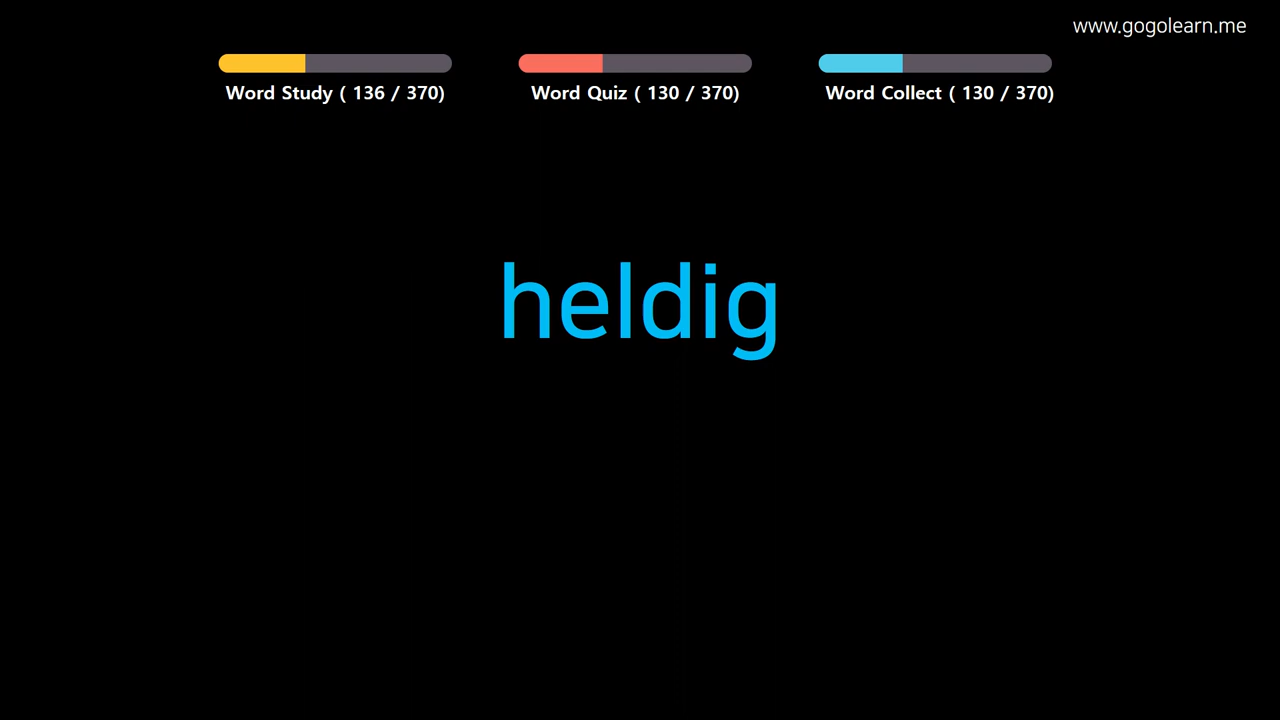 www.gogolearn.me
Word Study ( 136 / 370)
Word Quiz ( 130 / 370)
Word Collect ( 130 / 370)
heldig